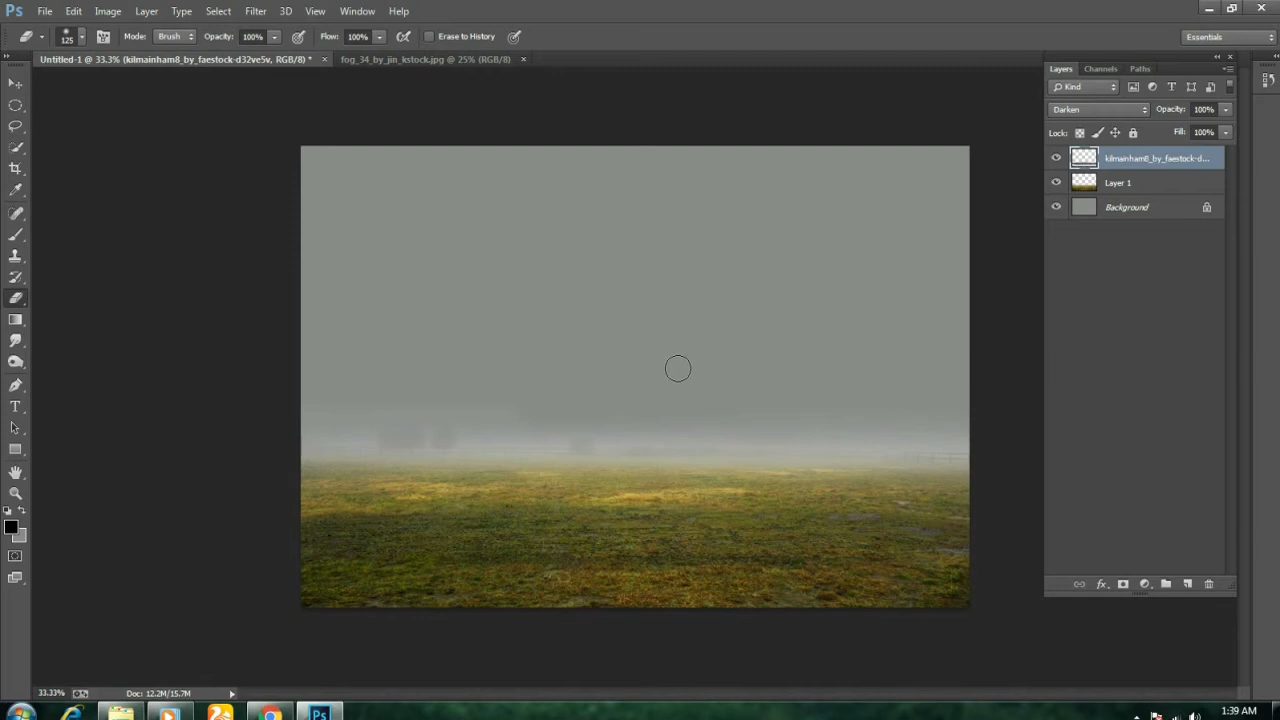 Ps File Edit Image Layer Type Select Filter 3D View Window Help
125 Mode: Brush Opacity: 100% Flow: 100% Erase to History Essentials
Untitled-1 @ 33.3% (kilmainham8_by_faestock-d32ve5v, RGB/8) * × fog_34_by_jin_kstock.jpg @ 25% (RGB/8) ×
Layers Channels Paths
Kind
Darken Opacity: 100%
Lock: Fill: 100%
kilmainham8_by_faestock-d...
Layer 1
Background
33.33% Doc: 12.2M/15.7M
1:39 AM